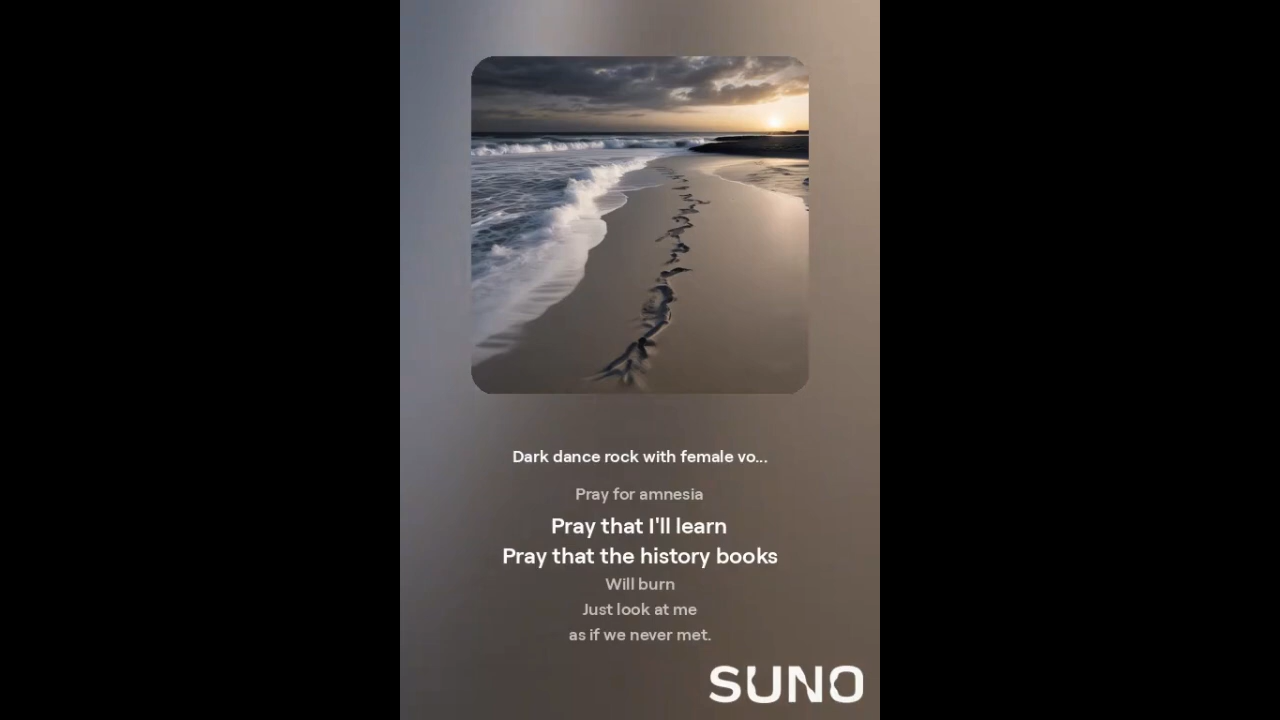 Dark dance rock with female vo...
Pray for amnesia
Pray that I'll learn
Pray that the history books
Will burn
Just look at me
as if we never met.
SUNO